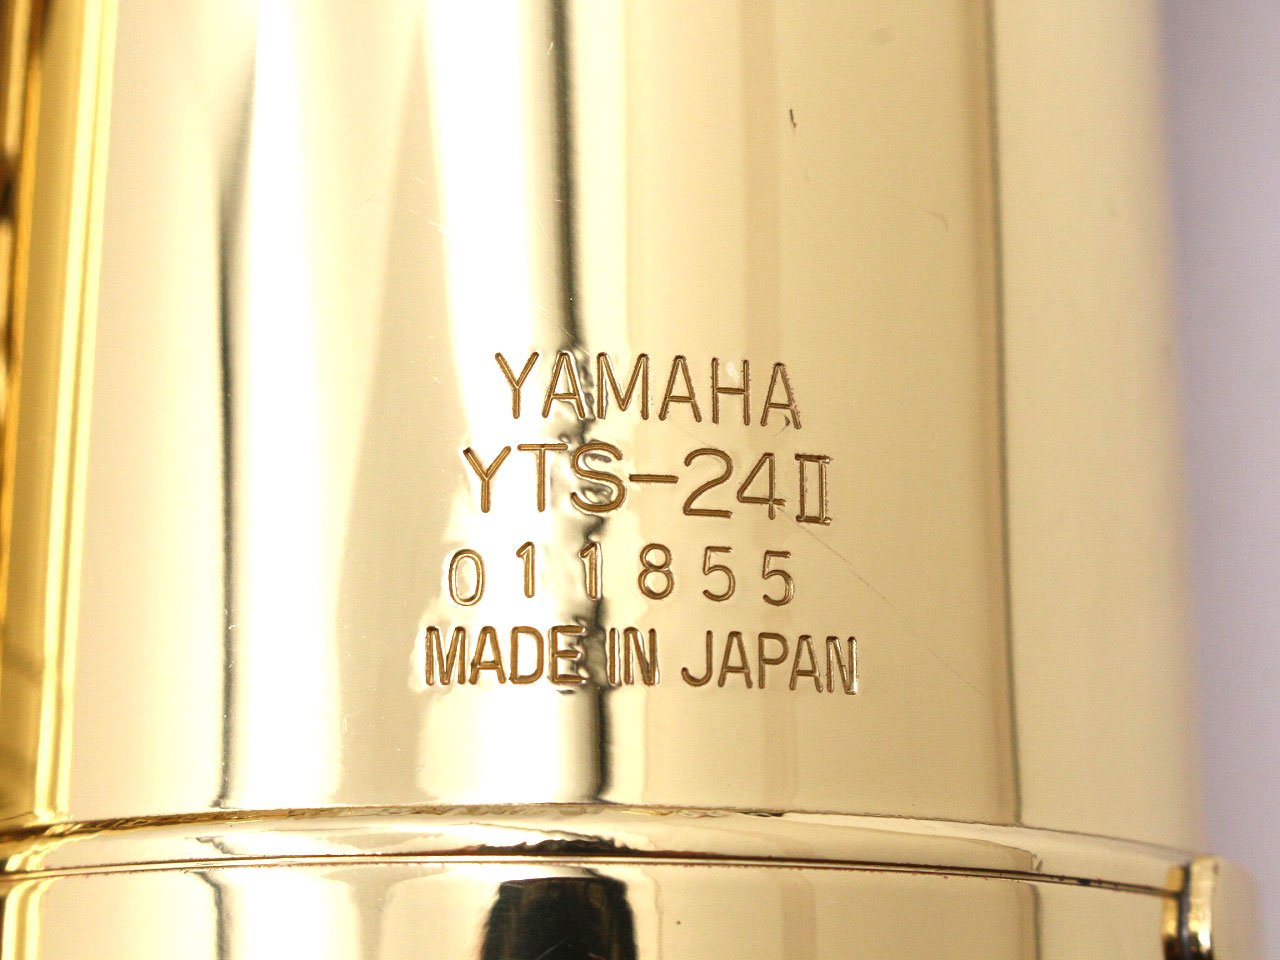 YAMAHA
YTS-24II
011855
MADE IN JAPAN